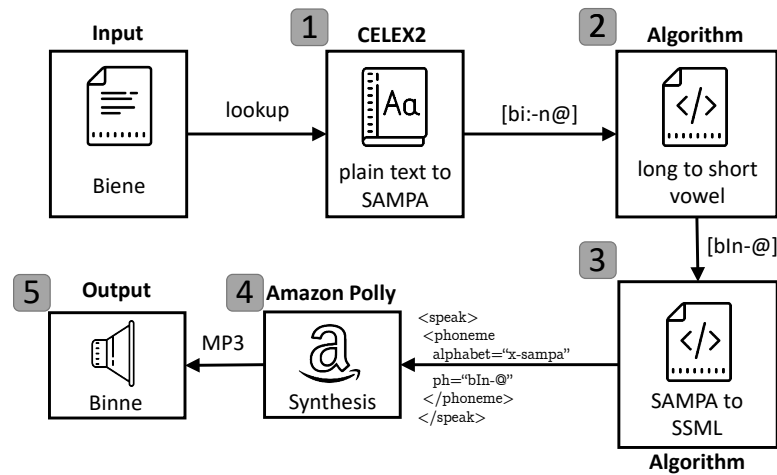 Input
Biene
lookup
1
CELEX2
Aa
plain text to
SAMPA
[bi:-n@]
2
Algorithm
</>
long to short
vowel
[bIn-@]
3
</>
SAMPA to
SSML
Algorithm
<speak>
<phoneme
alphabet=“x-sampa”
ph=“bIn-@”
</phoneme>
</speak>
4
Amazon Polly
a
Synthesis
MP3
5
Output
Binne